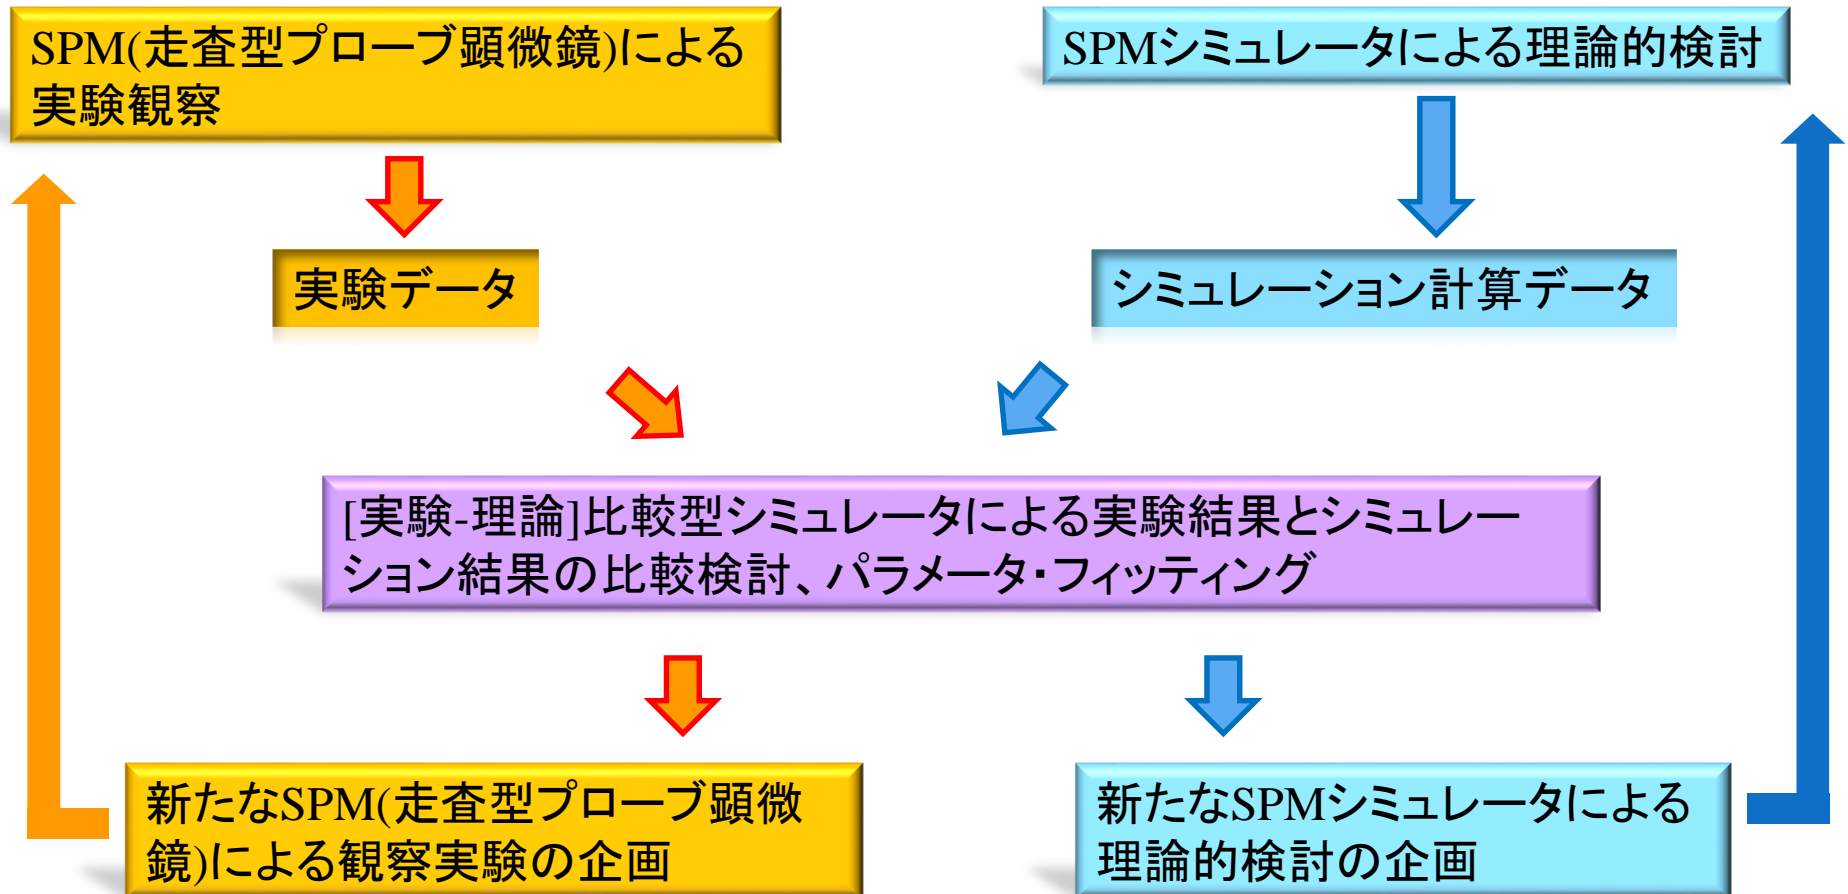 SPM(走査型プローブ顕微鏡)による
実験観察
SPMシミュレータによる理論的検討
実験データ
シミュレーション計算データ
[実験-理論]比較型シミュレータによる実験結果とシミュレー
ション結果の比較検討、パラメータ・フィッティング
新たなSPM(走査型プローブ顕微
鏡)による観察実験の企画
新たなSPMシミュレータによる
理論的検討の企画